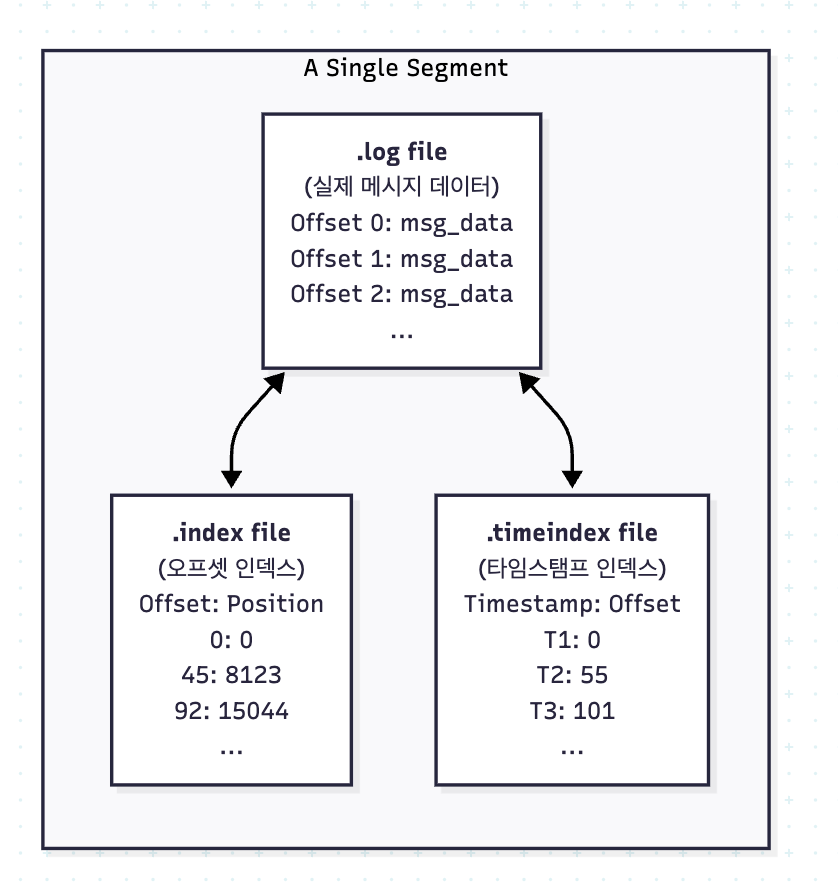 A Single Segment
.log file
(실제 메시지 데이터)
Offset 0: msg_data
Offset 1: msg_data
Offset 2: msg_data
...
.index file
(오프셋 인덱스)
Offset: Position
0: 0
45: 8123
92: 15044
...
.timeindex file
(타임스탬프 인덱스)
Timestamp: Offset
T1: 0
T2: 55
T3: 101
...